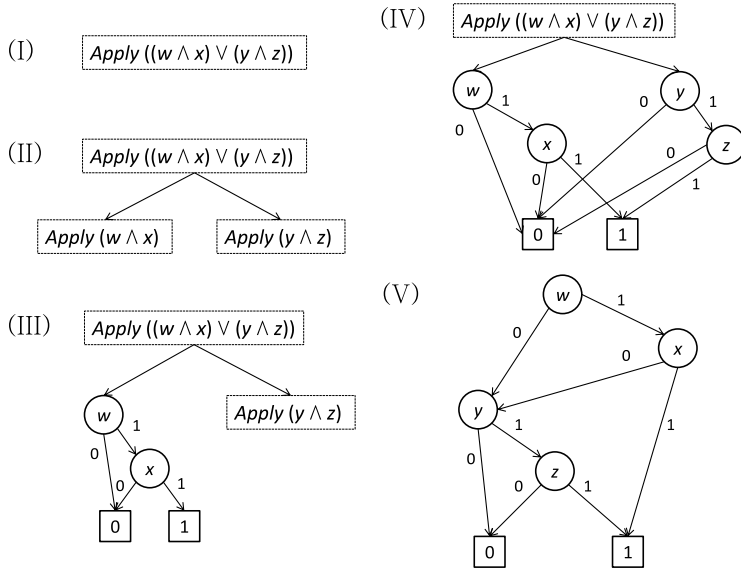 (I)
Apply ((w ∧ x) ∨ (y ∧ z))
(II)
Apply ((w ∧ x) ∨ (y ∧ z))
Apply (w ∧ x)
Apply (y ∧ z)
(III)
Apply ((w ∧ x) ∨ (y ∧ z))
w
Apply (y ∧ z)
1
0
x
0
1
0
1
(IV)
Apply ((w ∧ x) ∨ (y ∧ z))
w
y
1
0
1
0
x
z
0
1
0
1
0
1
(V)
w
1
0
x
0
y
1
1
0
z
0
1
0
1